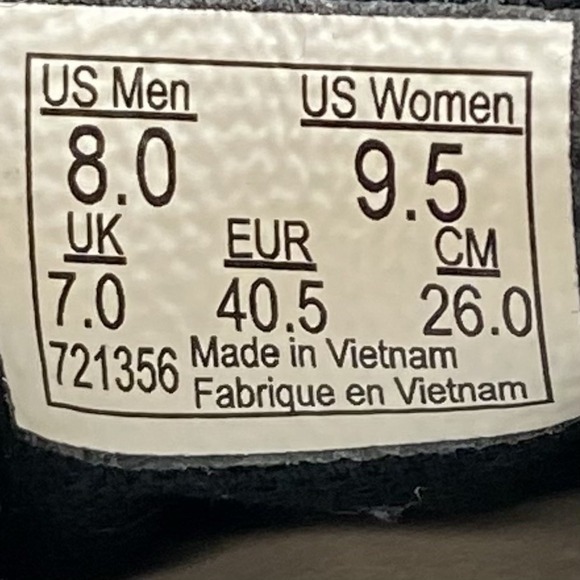 US Men US Women
8.0 9.5
UK EUR CM
7.0 40.5 26.0
721356 Made in Vietnam
Fabrique en Vietnam